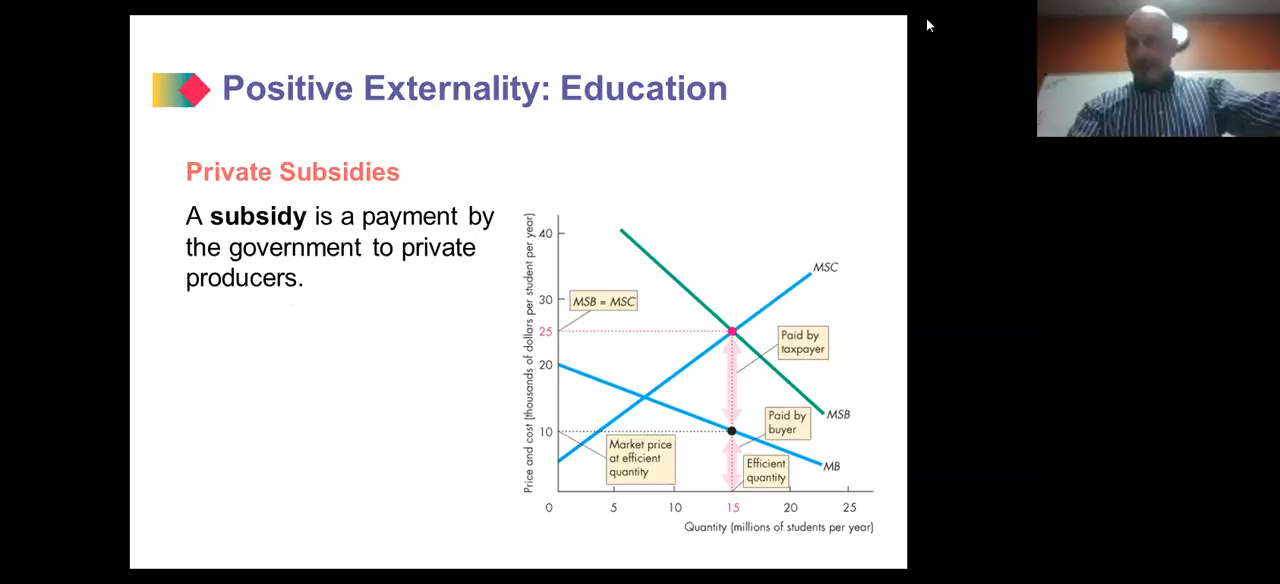 Positive Externality: Education
Private Subsidies
A subsidy is a payment by
the government to private
producers.
Price and cost (thousands of dollars per student per year)
40
30
25
20
10
0
MSB = MSC
MSC
Paid by
taxpayer
MSB
Paid by
buyer
Market price
at efficient
quantity
Efficient
quantity
MB
5
10
15
20
25
Quantity (millions of students per year)